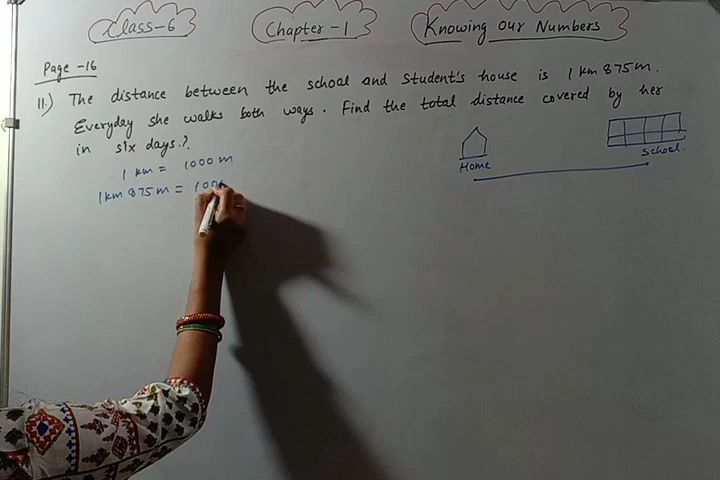 Class-6 Chapter-1 Knowing Our Numbers
Page-16
11.) The distance between the school and Student's house is 1 km 875 m.
Everyday she walks both ways. Find the total distance covered by her
in six days.?
1 km = 1000 m
1 km 875 m = 100
Home
School.